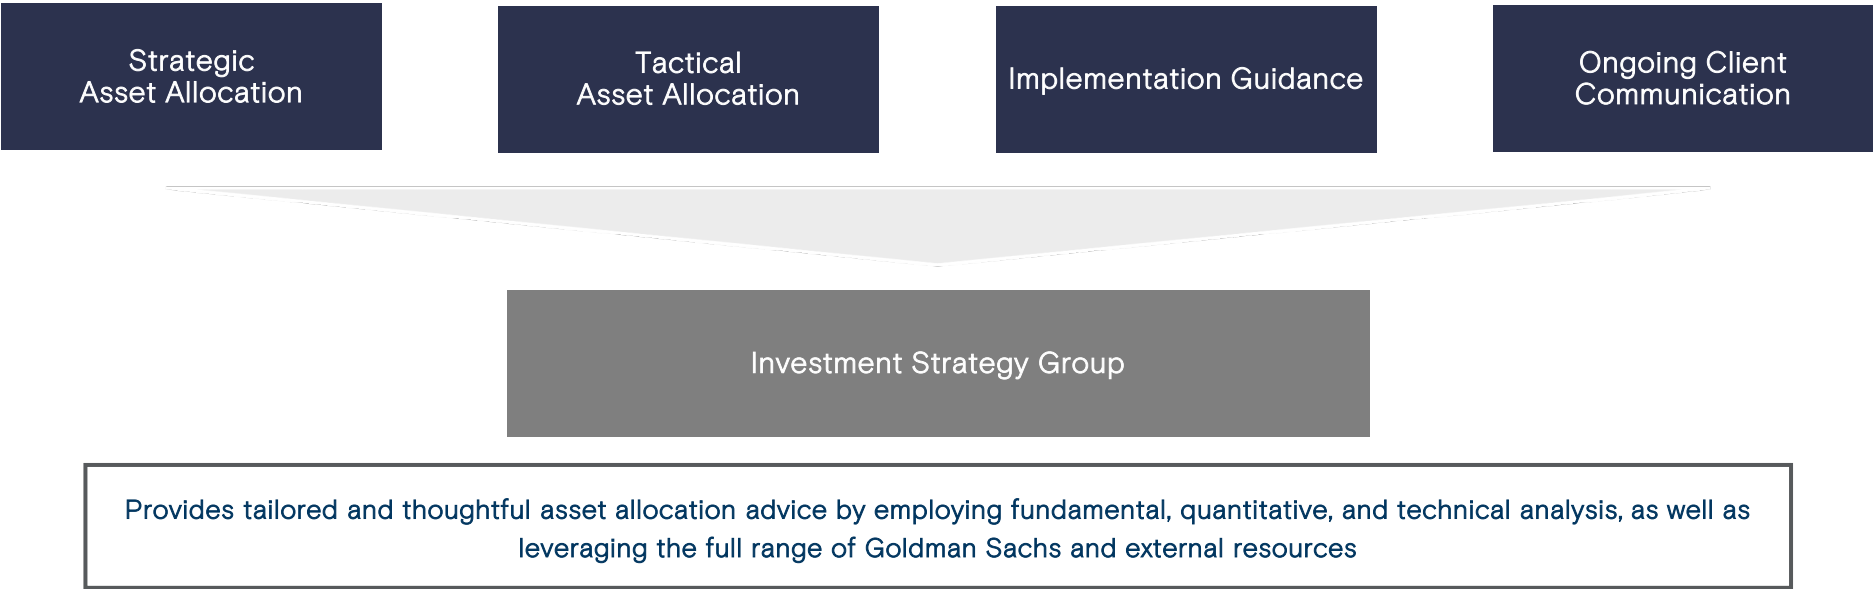 Strategic
Asset Allocation
Tactical
Asset Allocation
Implementation Guidance
Ongoing Client
Communication
Investment Strategy Group
Provides tailored and thoughtful asset allocation advice by employing fundamental, quantitative, and technical analysis, as well as
leveraging the full range of Goldman Sachs and external resources